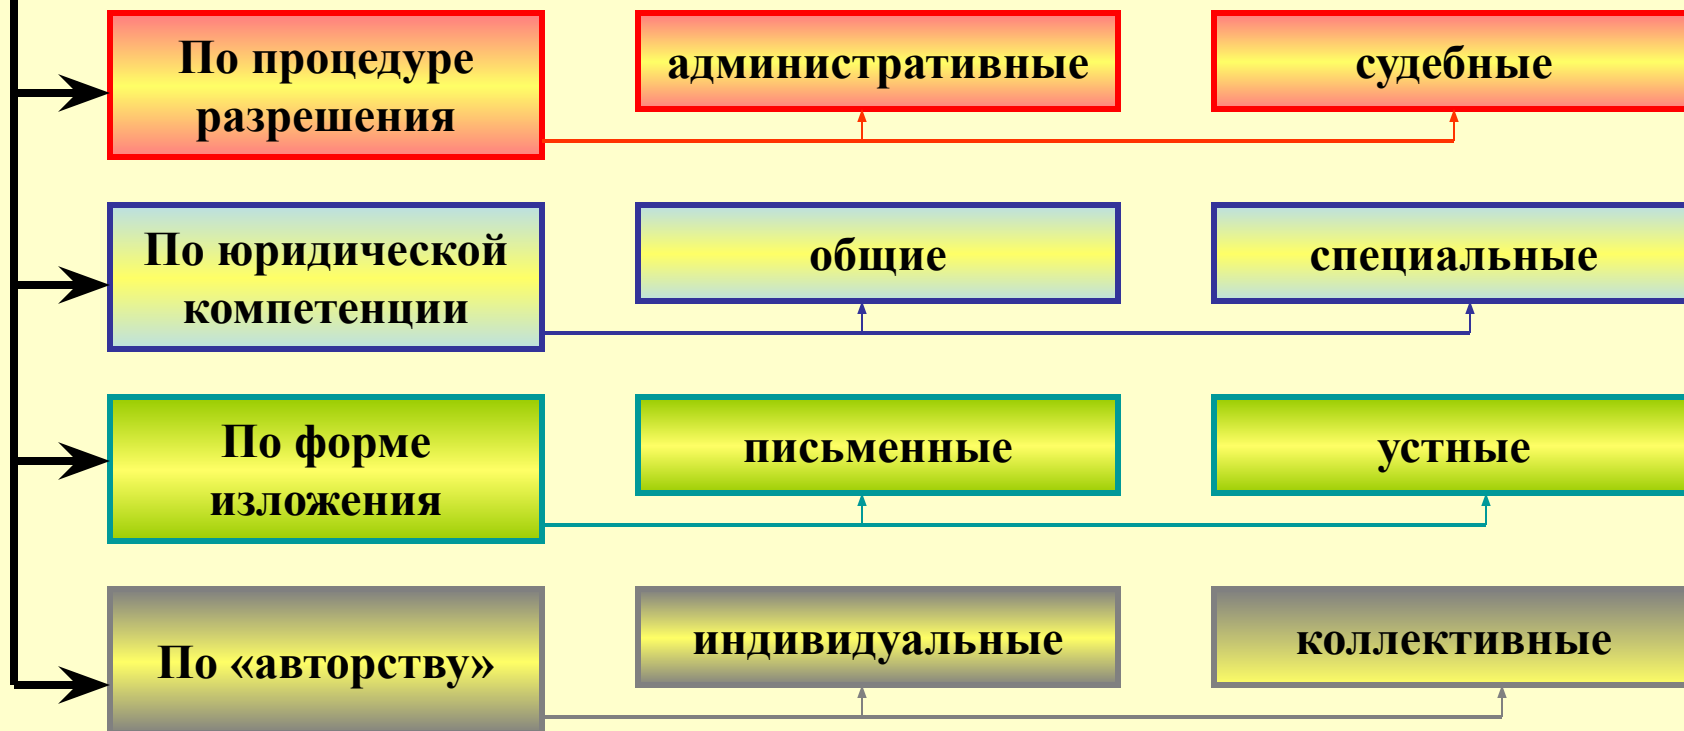 По процедуре
разрешения
административные
судебные
По юридической
компетенции
общие
специальные
По форме
изложения
письменные
устные
По «авторству»
индивидуальные
коллективные